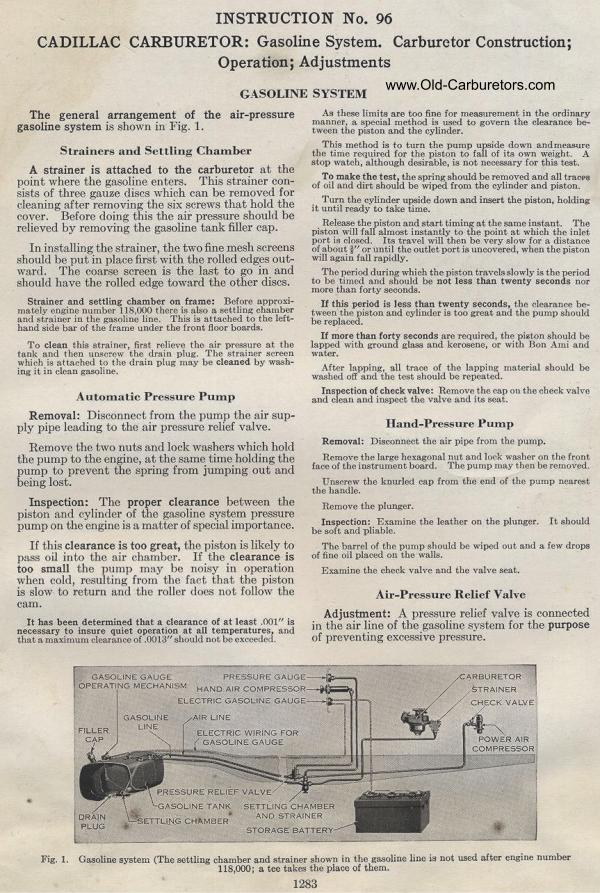 INSTRUCTION No. 96
CADILLAC CARBURETOR: Gasoline System. Carburetor Construction;
Operation; Adjustments
www.Old-Carburetors.com
GASOLINE SYSTEM
The general arrangement of the air-pressure
gasoline system is shown in Fig. 1.
Strainers and Settling Chamber
A strainer is attached to the carburetor at the
point where the gasoline enters. This strainer con-
sists of three gauze discs which can be removed for
cleaning after removing the six screws that hold the
cover. Before doing this the air pressure should be
relieved by removing the gasoline tank filler cap.
In installing the strainer, the two fine mesh screens
should be put in place first with the rolled edges out-
ward. The coarse screen is the last to go in and
should have the rolled edge toward the other discs.
Strainer and settling chamber on frame: Before approxi-
mately engine number 118,000 there is also a settling chamber
and strainer in the gasoline line. This is attached to the left-
hand side bar of the frame under the front floor boards.
To clean this strainer, first relieve the air pressure at the
tank and then unscrew the drain plug. The strainer screen
which is attached to the drain plug may be cleaned by wash-
ing it in clean gasoline.
Automatic Pressure Pump
Removal: Disconnect from the pump the air sup-
ply pipe leading to the air pressure relief valve.
Remove the two nuts and lock washers which hold
the pump to the engine, at the same time holding the
pump to prevent the spring from jumping out and
being lost.
Inspection: The proper clearance between the
piston and cylinder of the gasoline system pressure
pump on the engine is a matter of special importance.
If this clearance is too great, the piston is likely to
pass oil into the air chamber. If the clearance is
too small the pump may be noisy in operation
when cold, resulting from the fact that the piston
is slow to return and the roller does not follow the
cam.
It has been determined that a clearance of at least .001″ is
necessary to insure quiet operation at all temperatures, and
that a maximum clearance of .0013″ should not be exceeded.
As these limits are too fine for measurement in the ordinary
manner, a special method is used to govern the clearance be-
tween the piston and the cylinder.
This method is to turn the pump upside down andmeasure
the time required for the piston to fall of its own weight. A
stop watch, although desirable, is not necessary for this test.
To make the test, the spring should be removed and all traces
of oil and dirt should be wiped from the cylinder and piston.
Turn the cylinder upside down and insert the piston, holding
it until ready to take time.
Release the piston and start timing at the same instant. The
piston will fall almost instantly to the point at which the inlet
port is closed. Its travel will then be very slow for a distance
of about ⅜″ or until the outlet port is uncovered, when the piston
will again fall rapidly.
The period during which the piston travels slowly is the period
to be timed and should be not less than twenty seconds nor
more than forty seconds.
If this period is less than twenty seconds, the clearance be-
tween the piston and cylinder is too great and the pump should
be replaced.
If more than forty seconds are required, the piston should be
lapped with ground glass and kerosene, or with Bon Ami and
water.
After lapping, all trace of the lapping material should be
washed off and the test should be repeated.
Inspection of check valve: Remove the cap on the check valve
and clean and inspect the valve and its seat.
Hand-Pressure Pump
Removal: Disconnect the air pipe from the pump.
Remove the large hexagonal nut and lock washer on the front
face of the instrument board. The pump may then be removed.
Unscrew the knurled cap from the end of the pump nearest
the handle.
Remove the plunger.
Inspection: Examine the leather on the plunger. It should
be soft and pliable.
The barrel of the pump should be wiped out and a few drops
of fine oil placed on the walls.
Examine the check valve and the valve seat.
Air-Pressure Relief Valve
Adjustment: A pressure relief valve is connected
in the air line of the gasoline system for the purpose
of preventing excessive pressure.
GASOLINE GAUGE
OPERATING MECHANISM
PRESSURE GAUGE
HAND AIR COMPRESSOR
ELECTRIC GASOLINE GAUGE
CARBURETOR
STRAINER
CHECK VALVE
GASOLINE
LINE
AIR LINE
FILLER
CAP
ELECTRIC WIRING FOR
GASOLINE GAUGE
POWER AIR
COMPRESSOR
PRESSURE RELIEF VALVE
GASOLINE TANK
SETTLING CHAMBER
AND STRAINER
DRAIN
PLUG
SETTLING CHAMBER
STORAGE BATTERY
Fig. 1. Gasoline system (The settling chamber and strainer shown in the gasoline line is not used after engine number
118,000; a tee takes the place of them.
1283